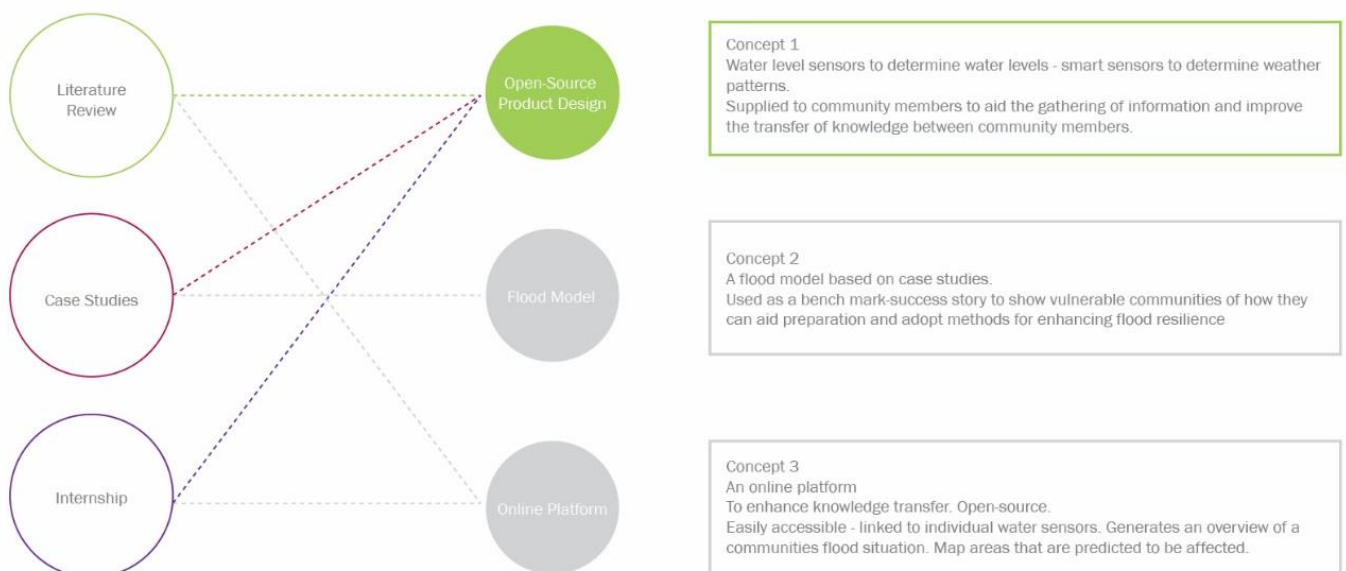 Literature
Review
Open-Source
Product Design
Concept 1
Water level sensors to determine water levels - smart sensors to determine weather
patterns.
Supplied to community members to aid the gathering of information and improve
the transfer of knowledge between community members.
Case Studies
Flood Model
Concept 2
A flood model based on case studies.
Used as a bench mark-success story to show vulnerable communities of how they
can aid preparation and adopt methods for enhancing flood resilience
Internship
Online Platform
Concept 3
An online platform
To enhance knowledge transfer. Open-source.
Easily accessible - linked to individual water sensors. Generates an overview of a
communities flood situation. Map areas that are predicted to be affected.